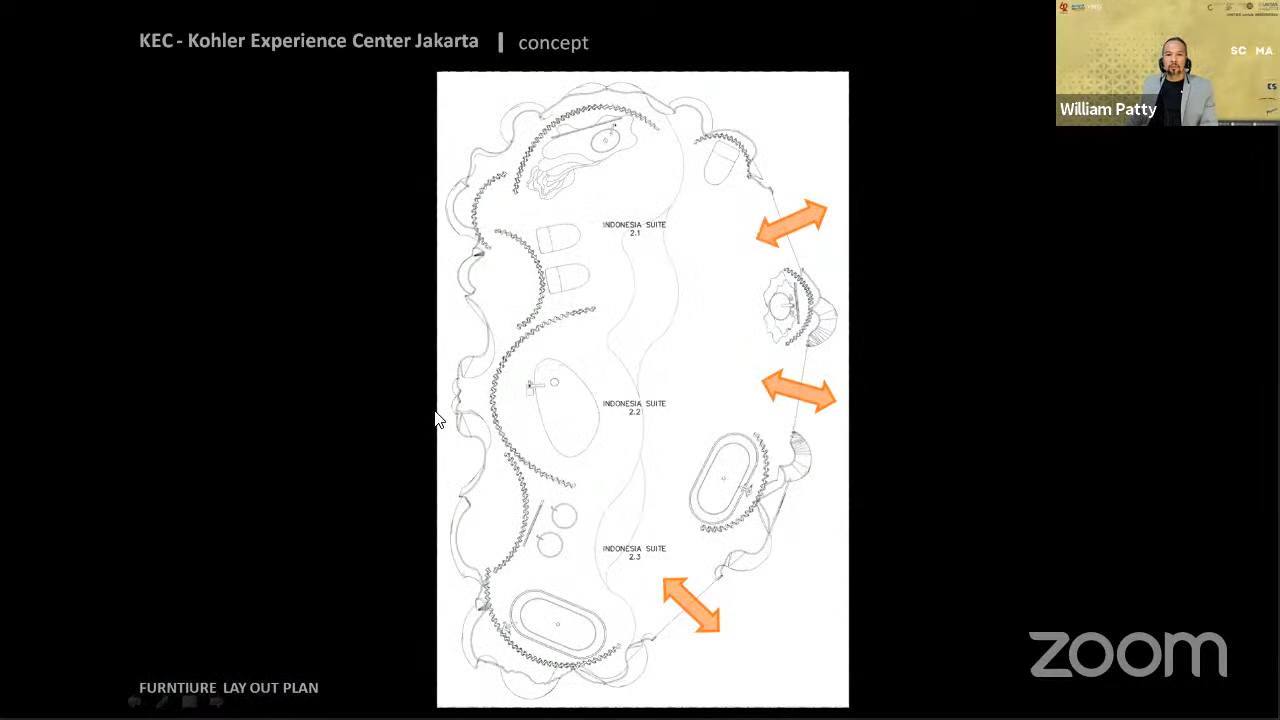 KEC - Kohler Experience Center Jakarta | concept
SC MA
William Patty
INDONESIA SUITE
2.1
INDONESIA SUITE
2.2
INDONESIA SUITE
2.3
FURNTIURE LAY OUT PLAN
zoom